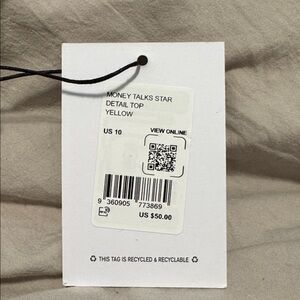 MONEY TALKS STAR
DETAIL TOP
YELLOW
US 10
VIEW ONLINE
9 360905 773869
US $50.00
THIS TAG IS RECYCLED & RECYCLABLE